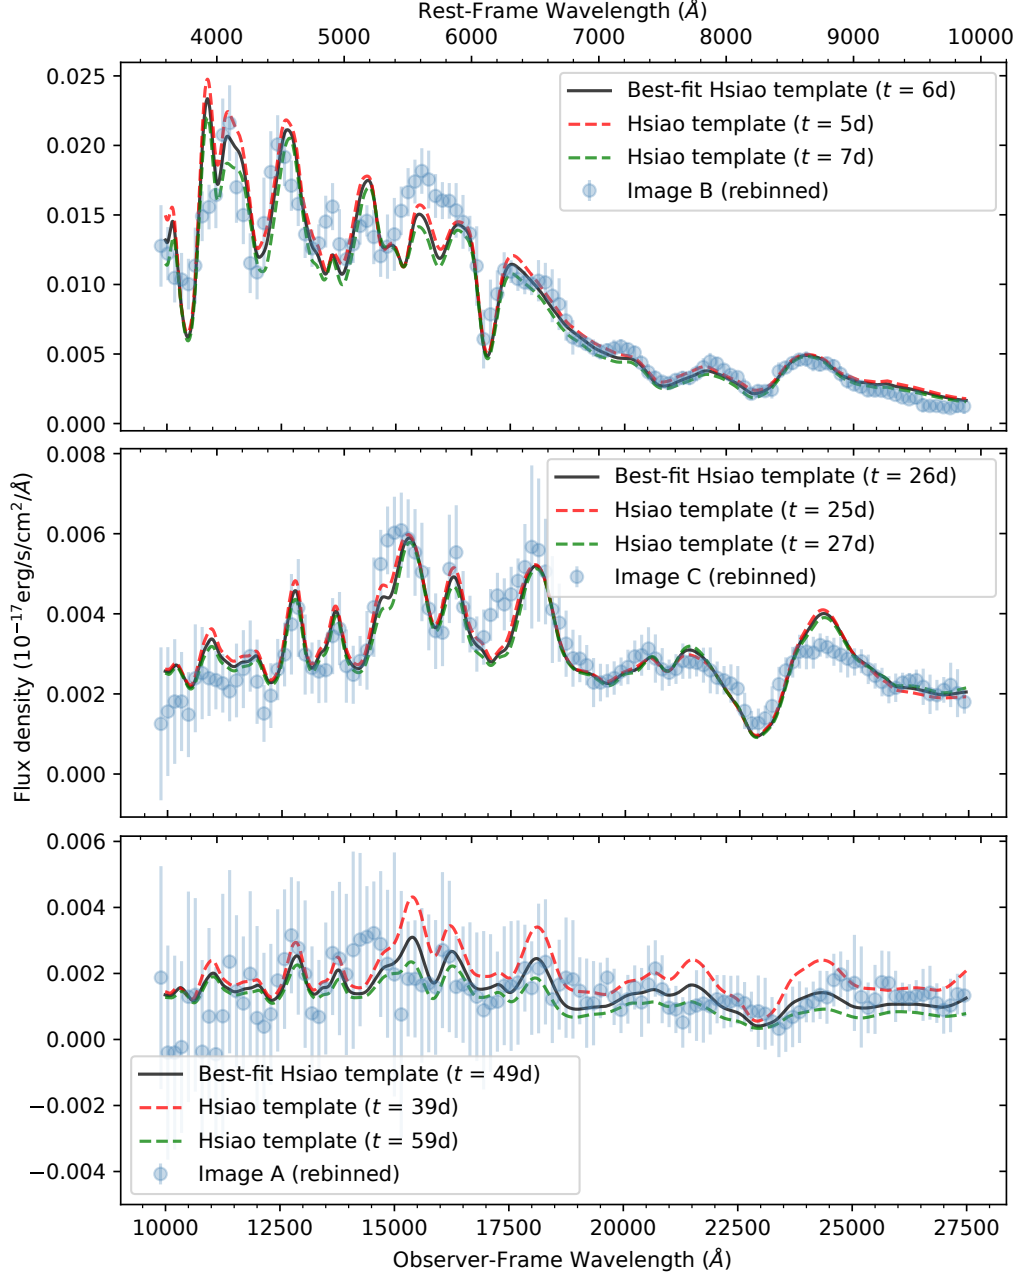 Rest-Frame Wavelength (Å)
4000 5000 6000 7000 8000 9000 10000
0.025
0.020
0.015
0.010
0.005
0.000
Best-fit Hsiao template (t = 6d)
Hsiao template (t = 5d)
Hsiao template (t = 7d)
Image B (rebinned)
Flux density (10⁻¹⁷erg/s/cm²/Å)
0.008
0.006
0.004
0.002
0.000
Best-fit Hsiao template (t = 26d)
Hsiao template (t = 25d)
Hsiao template (t = 27d)
Image C (rebinned)
0.006
0.004
0.002
0.000
−0.002
−0.004
Best-fit Hsiao template (t = 49d)
Hsiao template (t = 39d)
Hsiao template (t = 59d)
Image A (rebinned)
10000 12500 15000 17500 20000 22500 25000 27500
Observer-Frame Wavelength (Å)